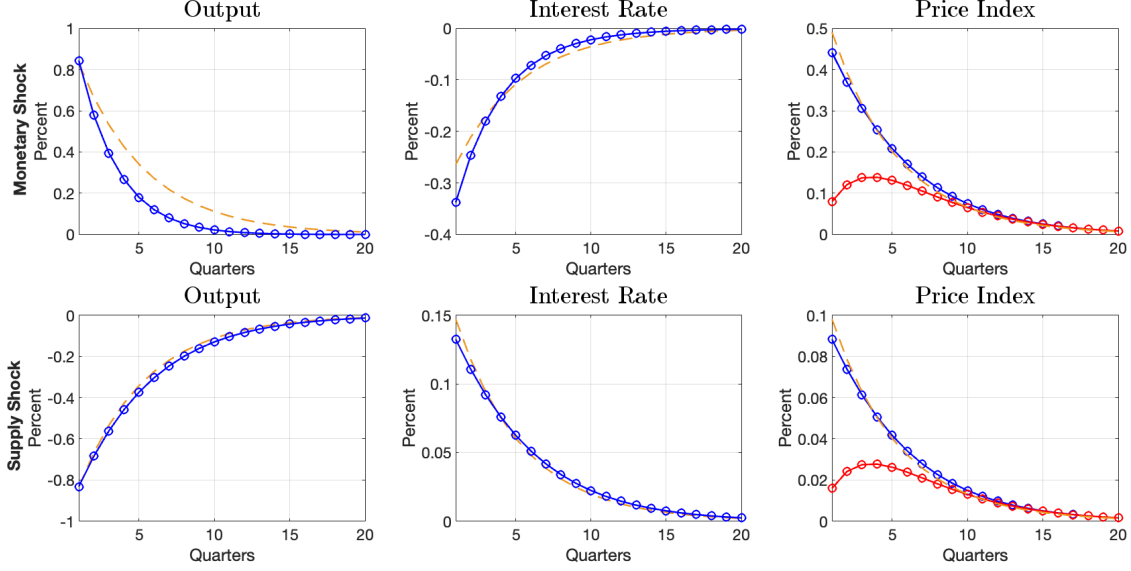 Output
Interest Rate
Price Index
Monetary Shock
Percent
1
0.8
0.6
0.4
0.2
0
5
10
15
20
Quarters
Percent
0
-0.1
-0.2
-0.3
-0.4
5
10
15
20
Quarters
Percent
0.5
0.4
0.3
0.2
0.1
0
5
10
15
20
Quarters
Output
Interest Rate
Price Index
Supply Shock
Percent
0
-0.2
-0.4
-0.6
-0.8
-1
5
10
15
20
Quarters
Percent
0.15
0.1
0.05
0
5
10
15
20
Quarters
Percent
0.1
0.08
0.06
0.04
0.02
0
5
10
15
20
Quarters